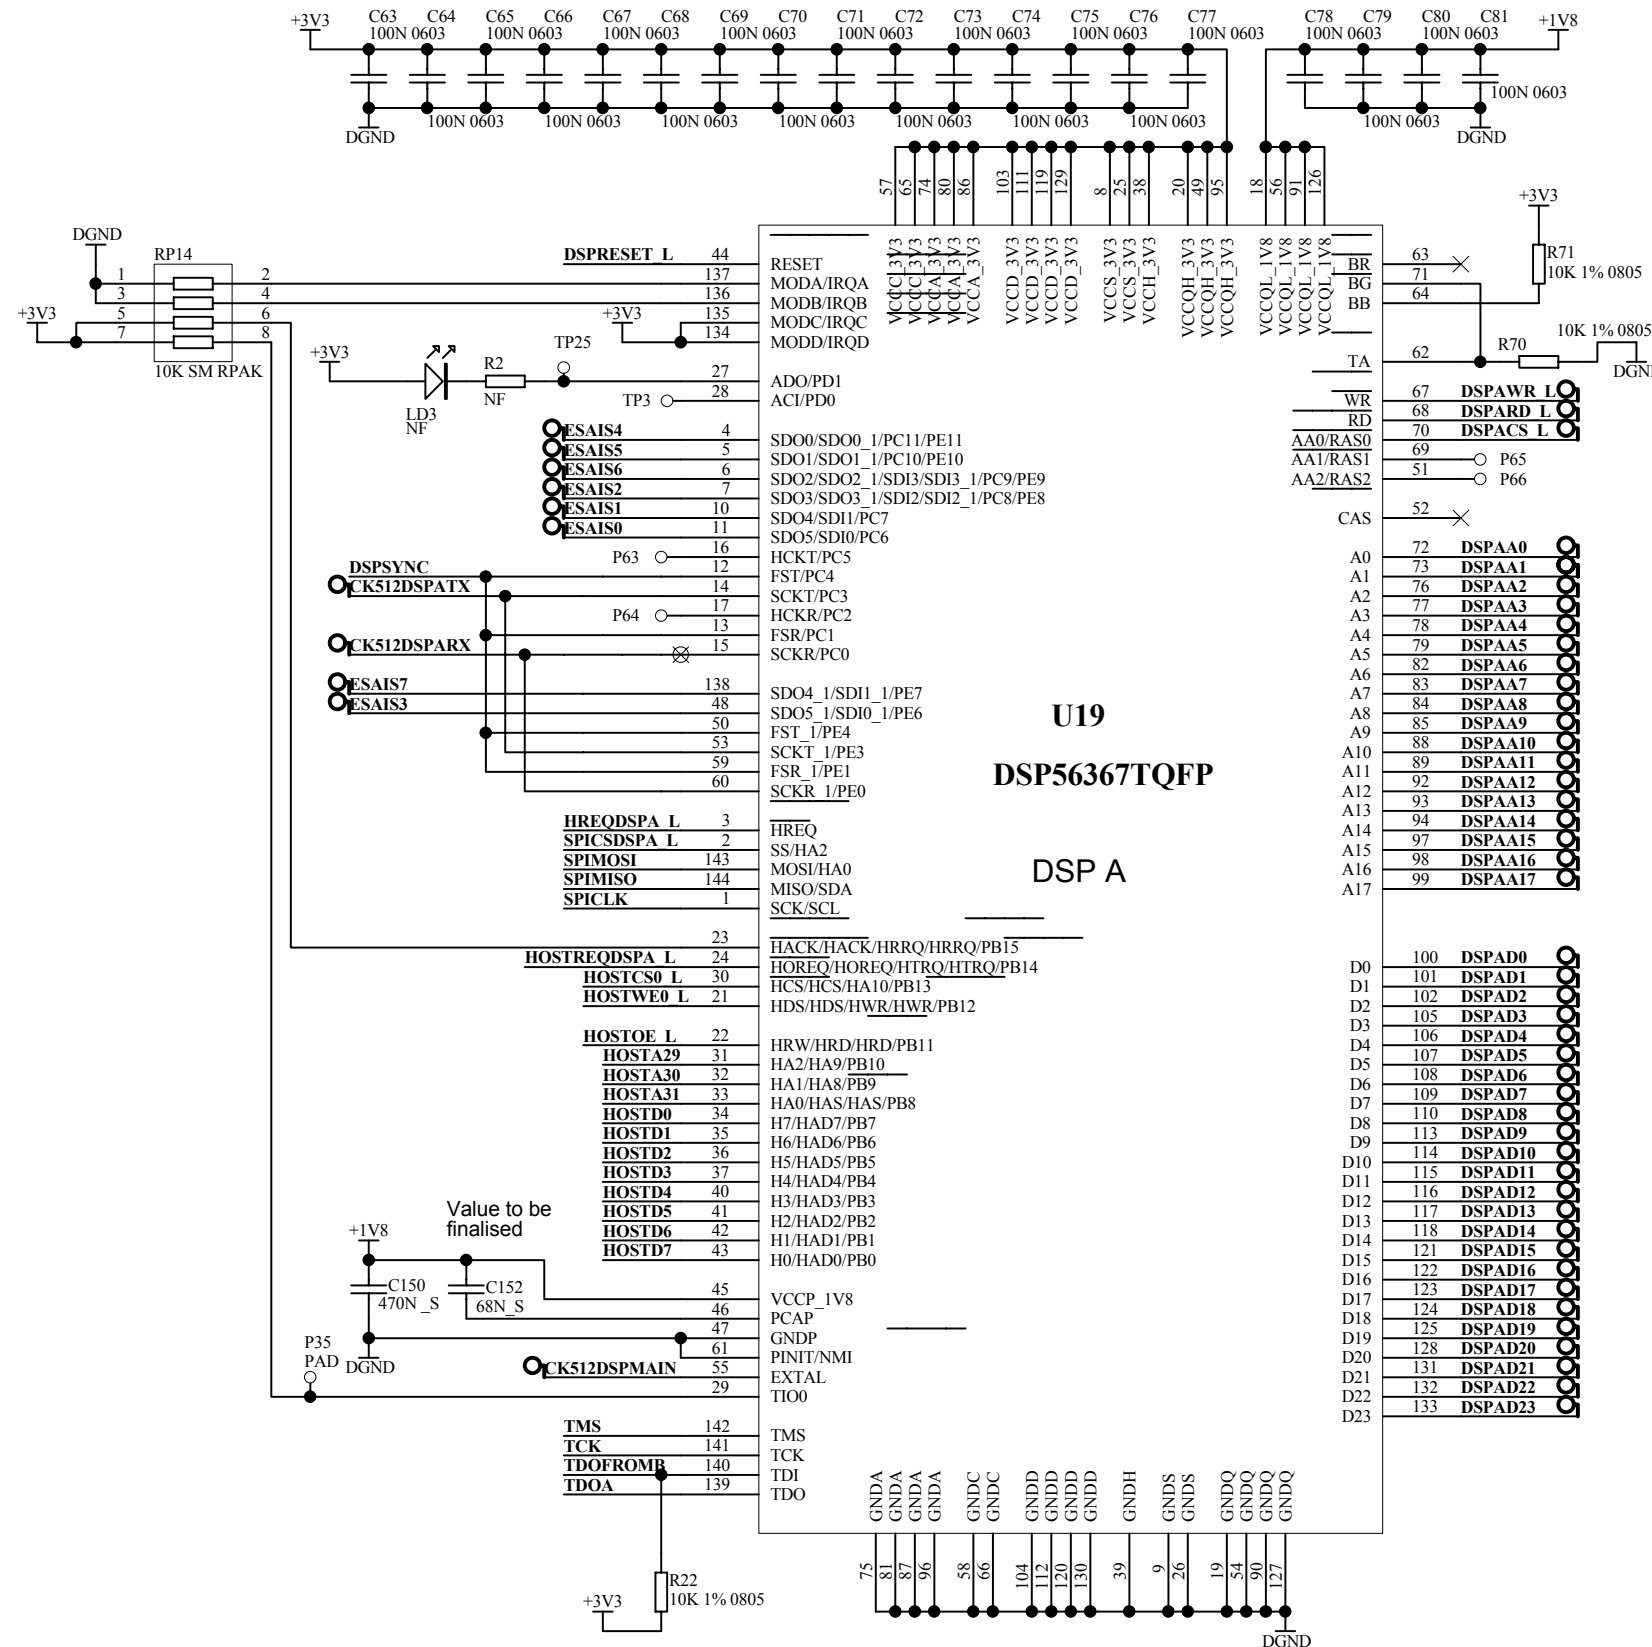 +3V3 C63 C64 C65 C66 C67 C68 C69 C70 C71 C72 C73 C74 C75 C76 C77 C78 C79 C80 C81 +1V8
100N 0603 100N 0603 100N 0603 100N 0603 100N 0603 100N 0603 100N 0603 100N 0603 100N 0603 100N 0603
100N 0603
100N 0603 100N 0603 100N 0603 100N 0603 100N 0603 100N 0603 100N 0603 100N 0603
DGND DGND
57 65 74 80 86 103 111 119 129 8 25 38 20 49 95 18 56 91 126
VCCC_3V3 VCCC_3V3 VCCA_3V3 VCCA_3V3 VCCA_3V3 VCCD_3V3 VCCD_3V3 VCCD_3V3 VCCD_3V3 VCCS_3V3 VCCS_3V3 VCCH_3V3 VCCQH_3V3 VCCQH_3V3 VCCQH_3V3 VCCQL_1V8 VCCQL_1V8 VCCQL_1V8 VCCQL_1V8
DGND
RP14
1 2
3 4
+3V3 5 6
7 8
10K SM RPAK
DSPRESET_L 44 RESET
137 MODA/IRQA
136 MODB/IRQB
+3V3 135 MODC/IRQC
134 MODD/IRQD
+3V3 LD3 NF R2 NF TP25 27 ADO/PD1
TP3 28 ACI/PD0
ESAIS4 4 SDO0/SDO0_1/PC11/PE11
ESAIS5 5 SDO1/SDO1_1/PC10/PE10
ESAIS6 6 SDO2/SDO2_1/SDI3/SDI3_1/PC9/PE9
ESAIS2 7 SDO3/SDO3_1/SDI2/SDI2_1/PC8/PE8
ESAIS1 10 SDO4/SDI1/PC7
ESAIS0 11 SDO5/SDI0/PC6
P63 16 HCKT/PC5
DSPSYNC 12 FST/PC4
CK512DSPATX 14 SCKT/PC3
P64 17 HCKR/PC2
13 FSR/PC1
CK512DSPARX 15 SCKR/PC0
ESAIS7 138 SDO4_1/SDI1_1/PE7
ESAIS3 48 SDO5_1/SDI0_1/PE6
50 FST_1/PE4
53 SCKT_1/PE3
59 FSR_1/PE1
60 SCKR_1/PE0
HREQDSPA_L 3 HREQ
SPICSDSPA_L 2 SS/HA2
SPIMOSI 143 MOSI/HA0
SPIMISO 144 MISO/SDA
SPICLK 1 SCK/SCL
23 HACK/HACK/HRRQ/HRRQ/PB15
HOSTREQDSPA_L 24 HOREQ/HOREQ/HTRQ/HTRQ/PB14
HOSTCS0_L 30 HCS/HCS/HA10/PB13
HOSTWE0_L 21 HDS/HDS/HWR/HWR/PB12
HOSTOE_L 22 HRW/HRD/HRD/PB11
HOSTA29 31 HA2/HA9/PB10
HOSTA30 32 HA1/HA8/PB9
HOSTA31 33 HA0/HAS/HAS/PB8
HOSTD0 34 H7/HAD7/PB7
HOSTD1 35 H6/HAD6/PB6
HOSTD2 36 H5/HAD5/PB5
HOSTD3 37 H4/HAD4/PB4
HOSTD4 40 H3/HAD3/PB3
HOSTD5 41 H2/HAD2/PB2
HOSTD6 42 H1/HAD1/PB1
HOSTD7 43 H0/HAD0/PB0
Value to be
finalised
+1V8
C150 470N_S
C152 68N_S
45 VCCP_1V8
46 PCAP
47 GNDP
61 PINIT/NMI
P35
PAD DGND
CK512DSPMAIN 55 EXTAL
29 TIO0
TMS 142 TMS
TCK 141 TCK
TDOFROMB 140 TDI
TDOA 139 TDO
R22
10K 1% 0805
+3V3
U19
DSP56367TQFP
DSP A
+3V3
R71
10K 1% 0805
BR 63
BG 71
BB 64
TA 62 R70 10K 1% 0805 DGN
WR 67 DSPAWR_L
RD 68 DSPARD_L
AA0/RAS0 70 DSPACS_L
AA1/RAS1 69 P65
AA2/RAS2 51 P66
CAS 52
A0 72 DSPAA0
A1 73 DSPAA1
A2 76 DSPAA2
A3 77 DSPAA3
A4 78 DSPAA4
A5 79 DSPAA5
A6 82 DSPAA6
A7 83 DSPAA7
A8 84 DSPAA8
A9 85 DSPAA9
A10 88 DSPAA10
A11 89 DSPAA11
A12 92 DSPAA12
A13 93 DSPAA13
A14 94 DSPAA14
A15 97 DSPAA15
A16 98 DSPAA16
A17 99 DSPAA17
D0 100 DSPAD0
D1 101 DSPAD1
D2 102 DSPAD2
D3 105 DSPAD3
D4 106 DSPAD4
D5 107 DSPAD5
D6 108 DSPAD6
D7 109 DSPAD7
D8 110 DSPAD8
D9 113 DSPAD9
D10 114 DSPAD10
D11 115 DSPAD11
D12 116 DSPAD12
D13 117 DSPAD13
D14 118 DSPAD14
D15 121 DSPAD15
D16 122 DSPAD16
D17 123 DSPAD17
D18 124 DSPAD18
D19 125 DSPAD19
D20 128 DSPAD20
D21 131 DSPAD21
D22 132 DSPAD22
D23 133 DSPAD23
GNDA GNDA GNDA GNDA GNDC GNDC GNDD GNDD GNDD GNDD GNDH GNDS GNDS GNDQ GNDQ GNDQ GNDQ
75 81 87 96 58 66 104 112 120 130 39 9 26 19 54 90 127
DGND